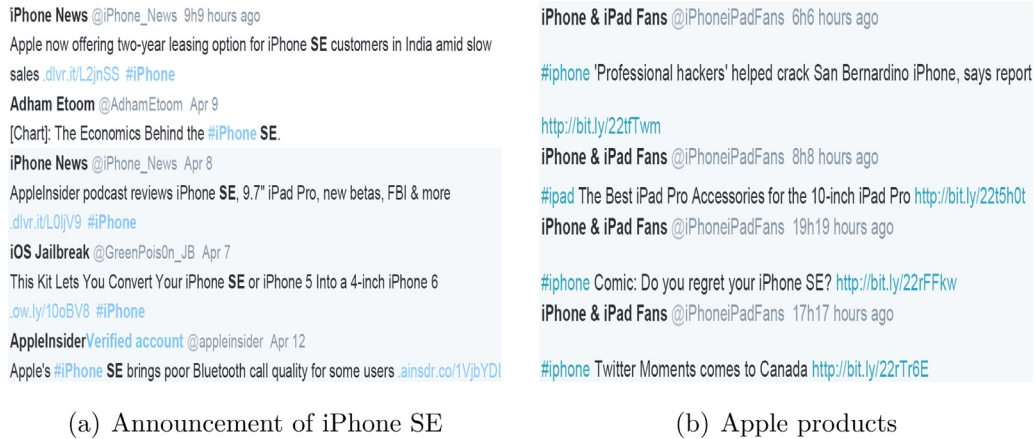 iPhone News @iPhone_News 9h9 hours ago
Apple now offering two-year leasing option for iPhone SE customers in India amid slow
sales .dlvr.it/L2jnSS #iPhone
Adham Etoom @AdhamEtoom Apr 9
[Chart]: The Economics Behind the #iPhone SE.
iPhone News @iPhone_News Apr 8
AppleInsider podcast reviews iPhone SE, 9.7" iPad Pro, new betas, FBI & more
.dlvr.it/L0ljV9 #iPhone
iOS Jailbreak @GreenPois0n_JB Apr 7
This Kit Lets You Convert Your iPhone SE or iPhone 5 Into a 4-inch iPhone 6
.ow.ly/10oBV8 #iPhone
AppleInsiderVerified account @appleinsider Apr 12
Apple's #iPhone SE brings poor Bluetooth call quality for some users .ainsdr.co/1VjbYDl
(a) Announcement of iPhone SE
iPhone & iPad Fans @iPhoneiPadFans 6h6 hours ago
#iphone 'Professional hackers' helped crack San Bernardino iPhone, says report
http://bit.ly/22tfTwm
iPhone & iPad Fans @iPhoneiPadFans 8h8 hours ago
#ipad The Best iPad Pro Accessories for the 10-inch iPad Pro http://bit.ly/22t5h0t
iPhone & iPad Fans @iPhoneiPadFans 19h19 hours ago
#iphone Comic: Do you regret your iPhone SE? http://bit.ly/22rFFkw
iPhone & iPad Fans @iPhoneiPadFans 17h17 hours ago
#iphone Twitter Moments comes to Canada http://bit.ly/22rTr6E
(b) Apple products